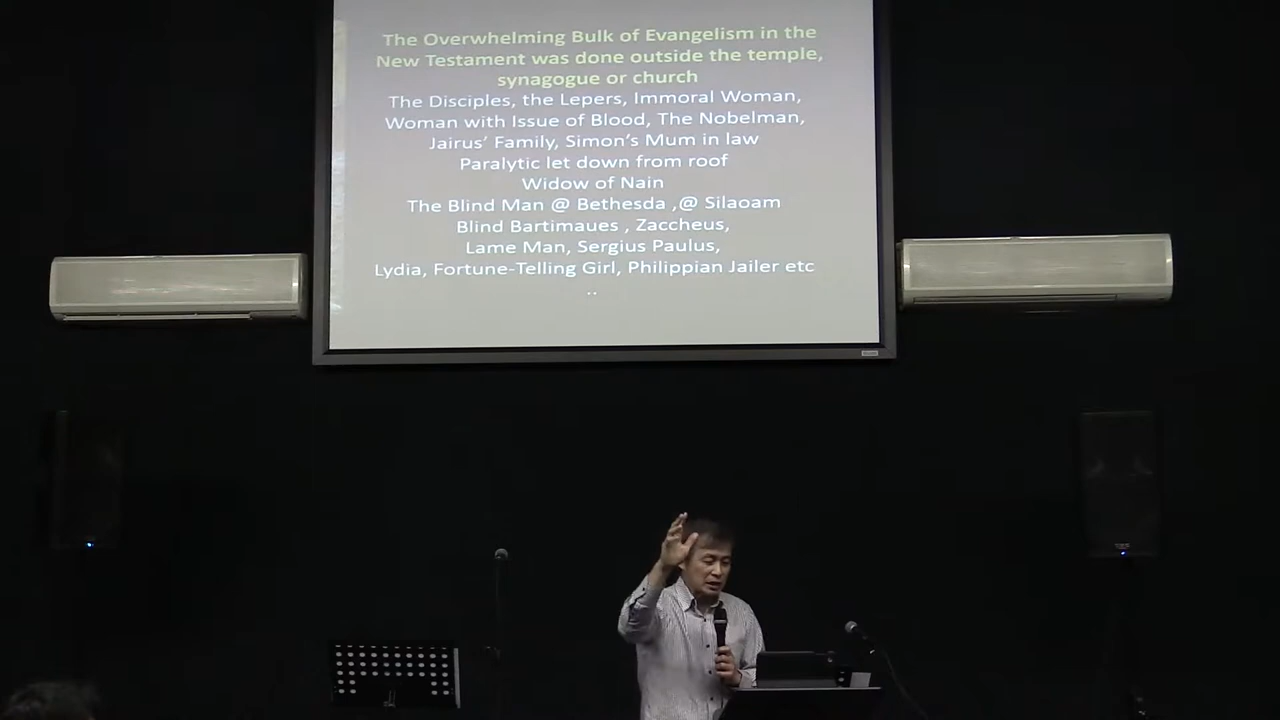 The Overwhelming Bulk of Evangelism in the
New Testament was done outside the temple,
synagogue or church
The Disciples, the Lepers, Immoral Woman,
Woman with Issue of Blood, The Nobelman,
Jairus’ Family, Simon’s Mum in law
Paralytic let down from roof
Widow of Nain
The Blind Man @ Bethesda ,@ Silaoam
Blind Bartimaues , Zaccheus,
Lame Man, Sergius Paulus,
Lydia, Fortune-Telling Girl, Philippian Jailer etc
..